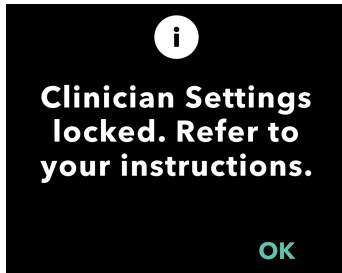 i
Clinician Settings
locked. Refer to
your instructions.
OK